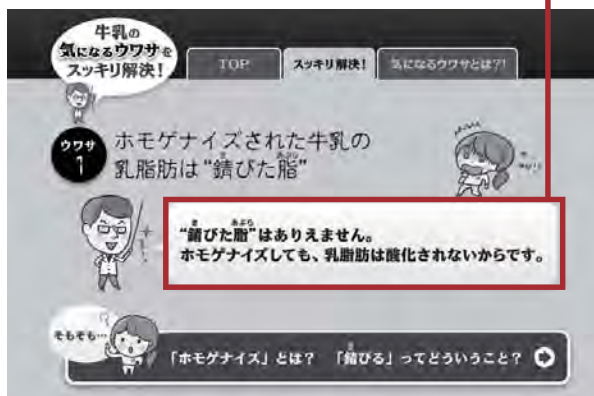 牛乳の
気になるウワサを
スッキリ解決！
TOP
スッキリ解決！
気になるウワサとは?!
ウワサ
1
ホモゲナイズされた牛乳の
乳脂肪は“錆びた脂”
“錆びた脂”はありえません。
ホモゲナイズしても、乳脂肪は酸化されないからです。
そもそも…
「ホモゲナイズ」とは？ 「錆びる」ってどういうこと？